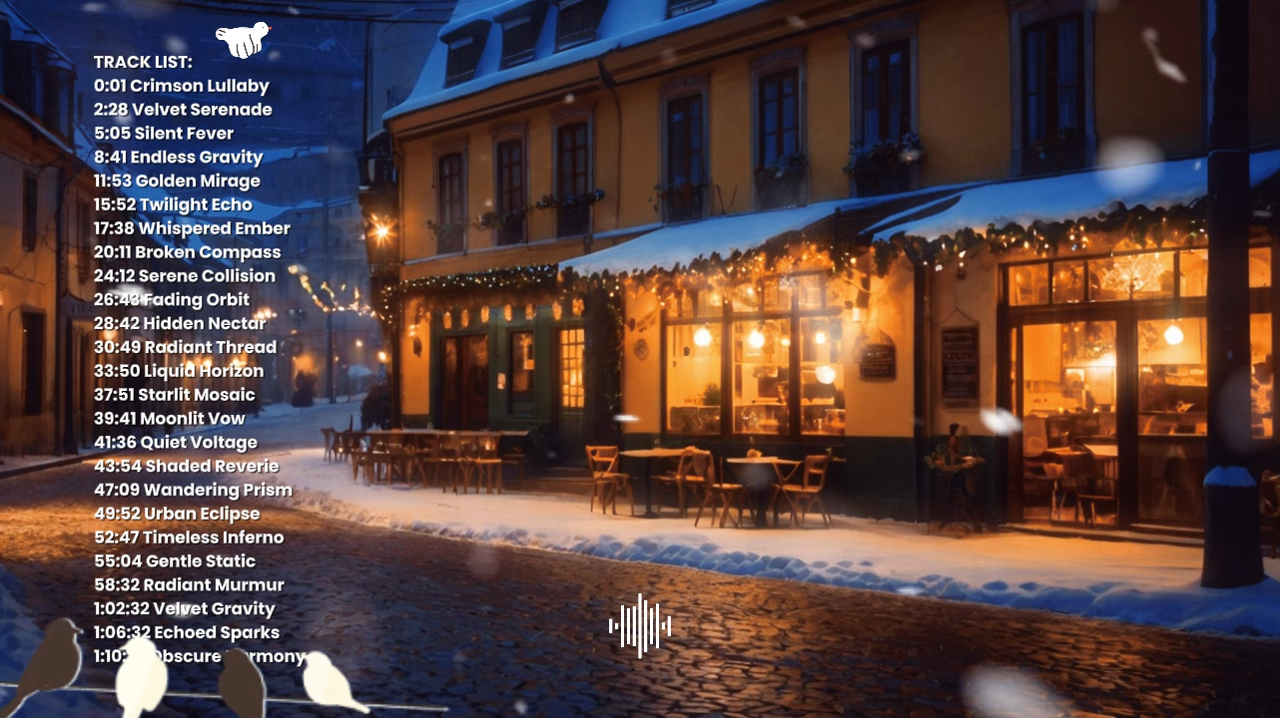 TRACK LIST:
0:01 Crimson Lullaby
2:28 Velvet Serenade
5:05 Silent Fever
8:41 Endless Gravity
11:53 Golden Mirage
15:52 Twilight Echo
17:38 Whispered Ember
20:11 Broken Compass
24:12 Serene Collision
26:43 Fading Orbit
28:42 Hidden Nectar
30:49 Radiant Thread
33:50 Liquid Horizon
37:51 Starlit Mosaic
39:41 Moonlit Vow
41:36 Quiet Voltage
43:54 Shaded Reverie
47:09 Wandering Prism
49:52 Urban Eclipse
52:47 Timeless Inferno
55:04 Gentle Static
58:32 Radiant Murmur
1:02:32 Velvet Gravity
1:06:32 Echoed Sparks
Obscure